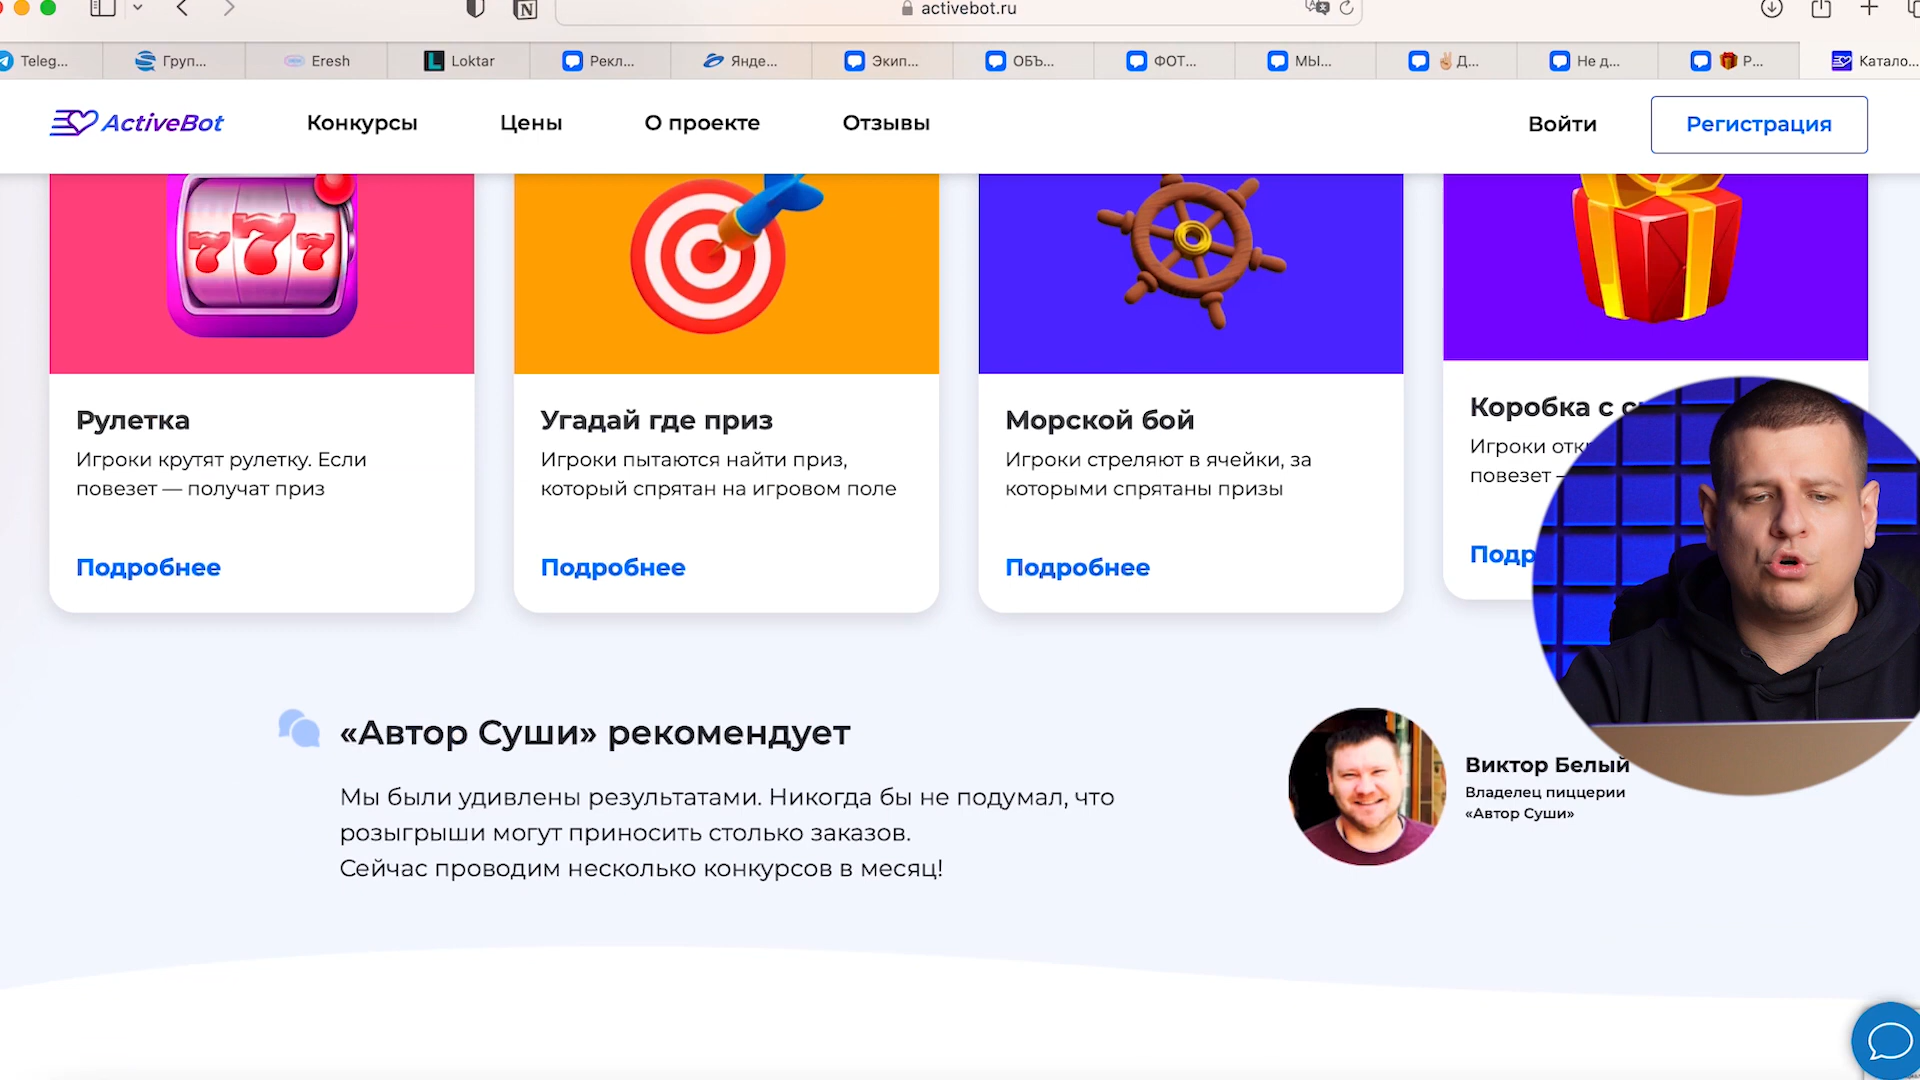 activebot.ru
Teleg...
Груп...
Eresh
Loktar
Рекл...
Янде...
Экип...
ОБЪ...
ФОТ...
МЫ...
Д...
Не д...
Р...
Катало...
ActiveBot
Конкурсы
Цены
О проекте
Отзывы
Войти
Регистрация
777
Рулетка
Игроки крутят рулетку. Если
повезет — получат приз
Подробнее
Угадай где приз
Игроки пытаются найти приз,
который спрятан на игровом поле
Подробнее
Морской бой
Игроки стреляют в ячейки, за
которыми спрятаны призы
Подробнее
Коробка с
Игроки
повезет —
«Автор Суши» рекомендует
Мы были удивлены результатами. Никогда бы не подумал, что
розыгрыши могут приносить столько заказов.
Сейчас проводим несколько конкурсов в месяц!
Виктор Белый
Владелец пиццерии
«Автор Суши»